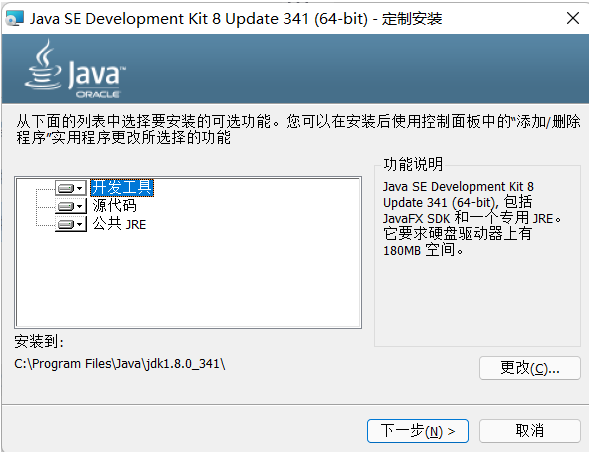 Java SE Development Kit 8 Update 341 (64-bit) - 定制安装
Java™
ORACLE
从下面的列表中选择要安装的可选功能。您可以在安装后使用控制面板中的“添加/删除
程序”实用程序更改所选择的功能
开发工具
源代码
公共 JRE
功能说明
Java SE Development Kit 8
Update 341 (64-bit), 包括
JavaFX SDK 和一个专用 JRE。
它要求硬盘驱动器上有
180MB 空间。
安装到:
C:\Program Files\Java\jdk1.8.0_341\
更改(C)...
下一步(N) >
取消